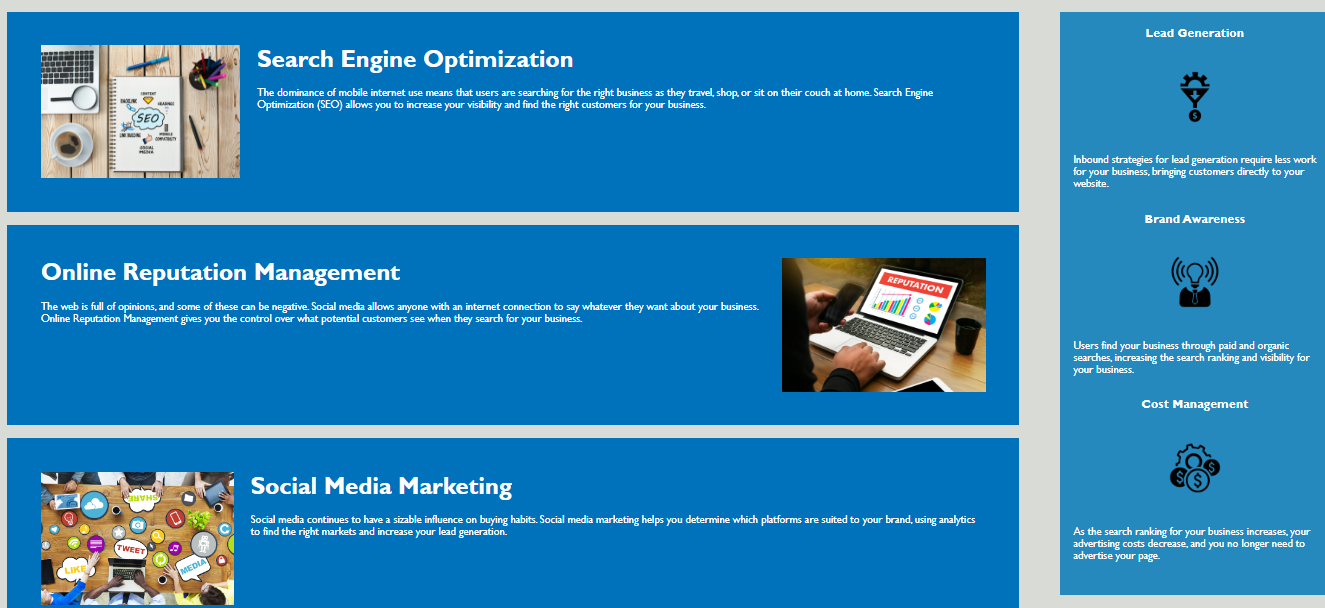 Search Engine Optimization
The dominance of mobile internet use means that users are searching for the right business as they travel, shop, or sit on their couch at home. Search Engine
Optimization (SEO) allows you to increase your visibility and find the right customers for your business.
CONTENT
BACKLINK
SEO
LINK BUILDING
MOBILE
COMPATIBILITY
SOCIAL
MEDIA
Online Reputation Management
The web is full of opinions, and some of these can be negative. Social media allows anyone with an internet connection to say whatever they want about your business.
Online Reputation Management gives you the control over what potential customers see when they search for your business.
REPUTATION
Social Media Marketing
Social media continues to have a sizable influence on buying habits. Social media marketing helps you determine which platforms are suited to your brand, using analytics
to find the right markets and increase your lead generation.
SHARE
TWEET
LIKE
MEDIA
Lead Generation
$
Inbound strategies for lead generation require less work
for your business, bringing customers directly to your
website.
Brand Awareness
Users find your business through paid and organic
searches, increasing the search ranking and visibility for
your business.
Cost Management
$ $ $
As the search ranking for your business increases, your
advertising costs decrease, and you no longer need to
advertise your page.